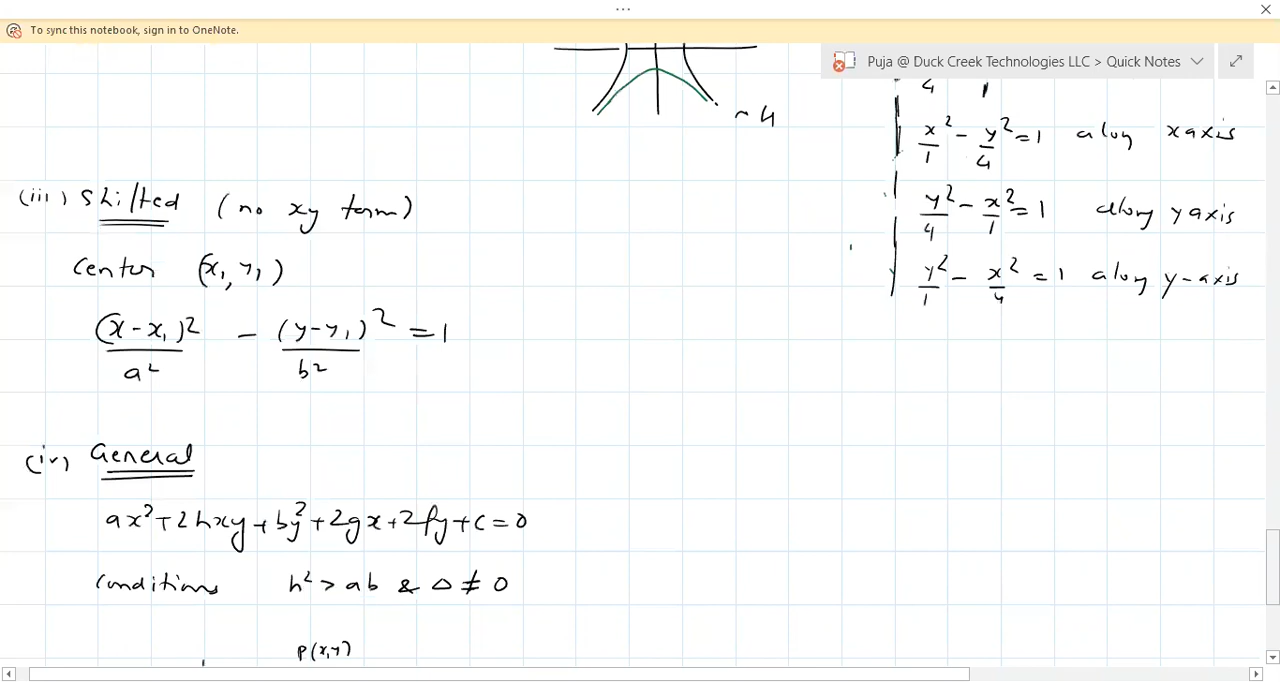 To sync this notebook, sign in to OneNote.
Puja @ Duck Creek Technologies LLC > Quick Notes
~ 4
4 1
x²/1 - y²/4 = 1 along x axis
y²/4 - x²/1 = 1 along y axis
y²/1 - x²/4 = 1 along y-axis
(iii) Shifted (no xy term)
Center (x₁, y₁)
(x-x₁)²/a² - (y-y₁)²/b² = 1
(iv) General
ax²+2hxy+by²+2gx+2fy+c=0
Conditions h² > ab & Δ ≠ 0
P(x,y)